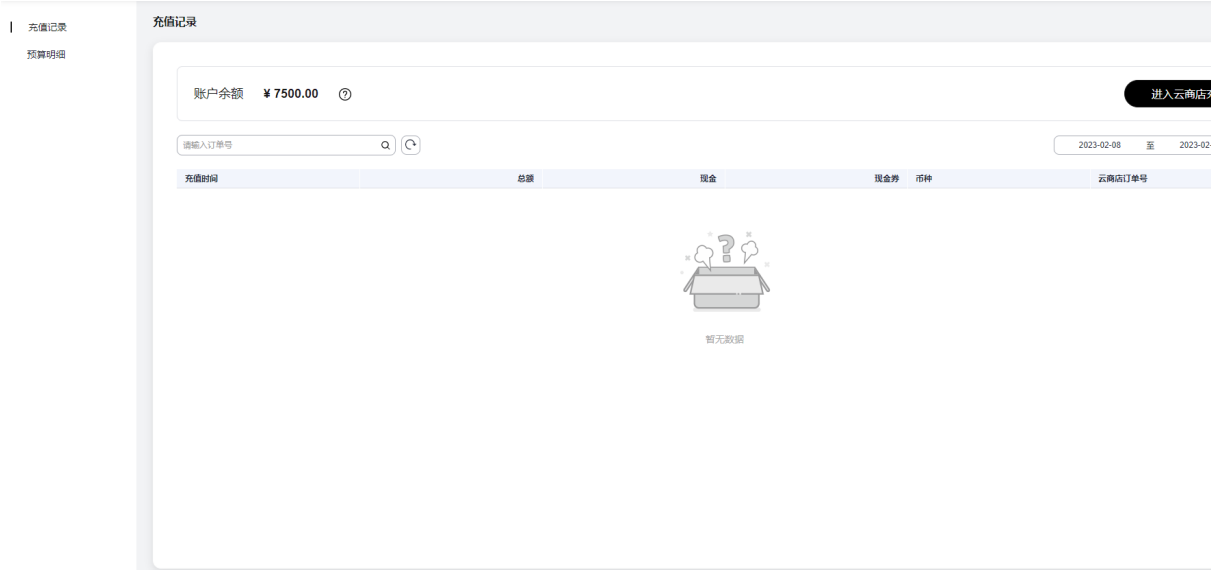 充值记录
充值记录
预算明细
账户余额 ¥ 7500.00 ?
进入云商店
请输入订单号
2023-02-08 至 2023-02-
充值时间 总额 现金 现金券 币种 云商店订单号
?
暂无数据